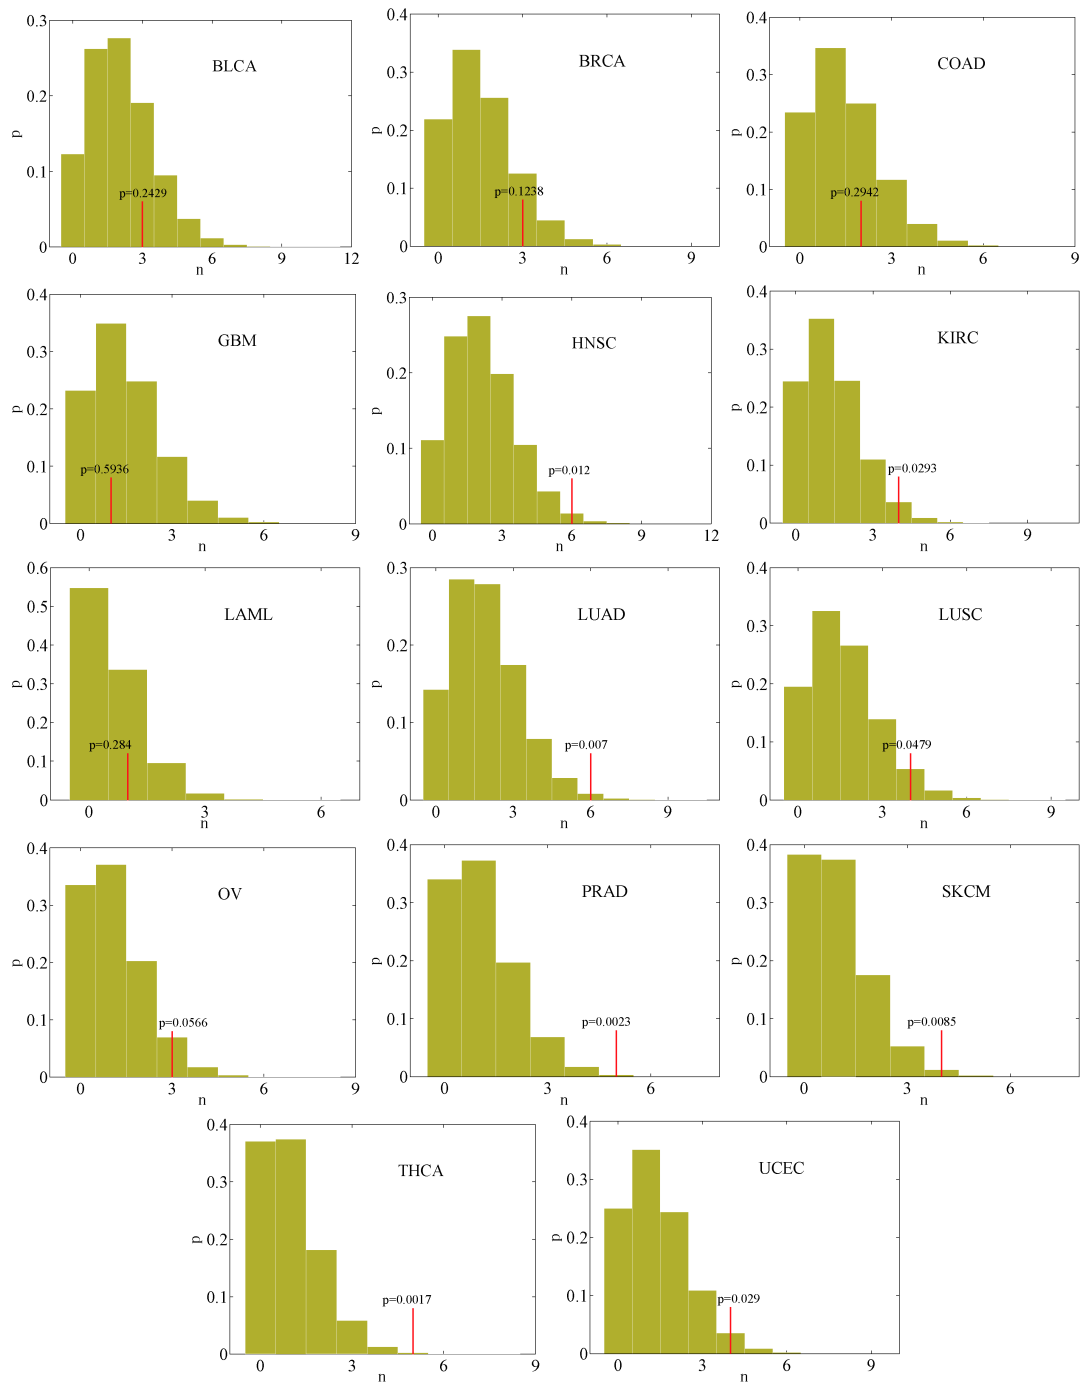 0.3
BLCA
0.2
p
0.1
p=0.2429
0
0 3 6 9 12
n
0.4
BRCA
0.3
p
0.2
p=0.1238
0.1
0
0 3 6 9
n
0.4
COAD
0.3
p
0.2
p=0.2942
0.1
0
0 3 6 9
n
0.4
GBM
0.3
0.2
p
p=0.5936
0.1
0
0 3 6 9
n
0.3
HNSC
0.2
p
0.1
p=0.012
0
0 3 6 9 12
n
0.4
KIRC
0.3
0.2
p
p=0.0293
0.1
0
0 3 6 9
n
0.6
LAML
0.5
0.4
p
0.3
0.2
p=0.284
0.1
0
0 3 6
n
0.3
LUAD
0.2
p
0.1
p=0.007
0
0 3 6 9
n
0.4
LUSC
0.3
p
0.2
p=0.0479
0.1
0
0 3 6 9
n
0.4
OV
0.3
p
0.2
p=0.0566
0.1
0
0 3 6 9
n
0.4
PRAD
0.3
p
0.2
p=0.0023
0.1
0
0 3 6
n
0.4
SKCM
0.3
p
0.2
p=0.0085
0.1
0
0 3 6
n
0.4
THCA
0.3
p
0.2
p=0.0017
0.1
0
0 3 6 9
n
0.4
UCEC
0.3
p
0.2
p=0.029
0.1
0
0 3 6 9
n